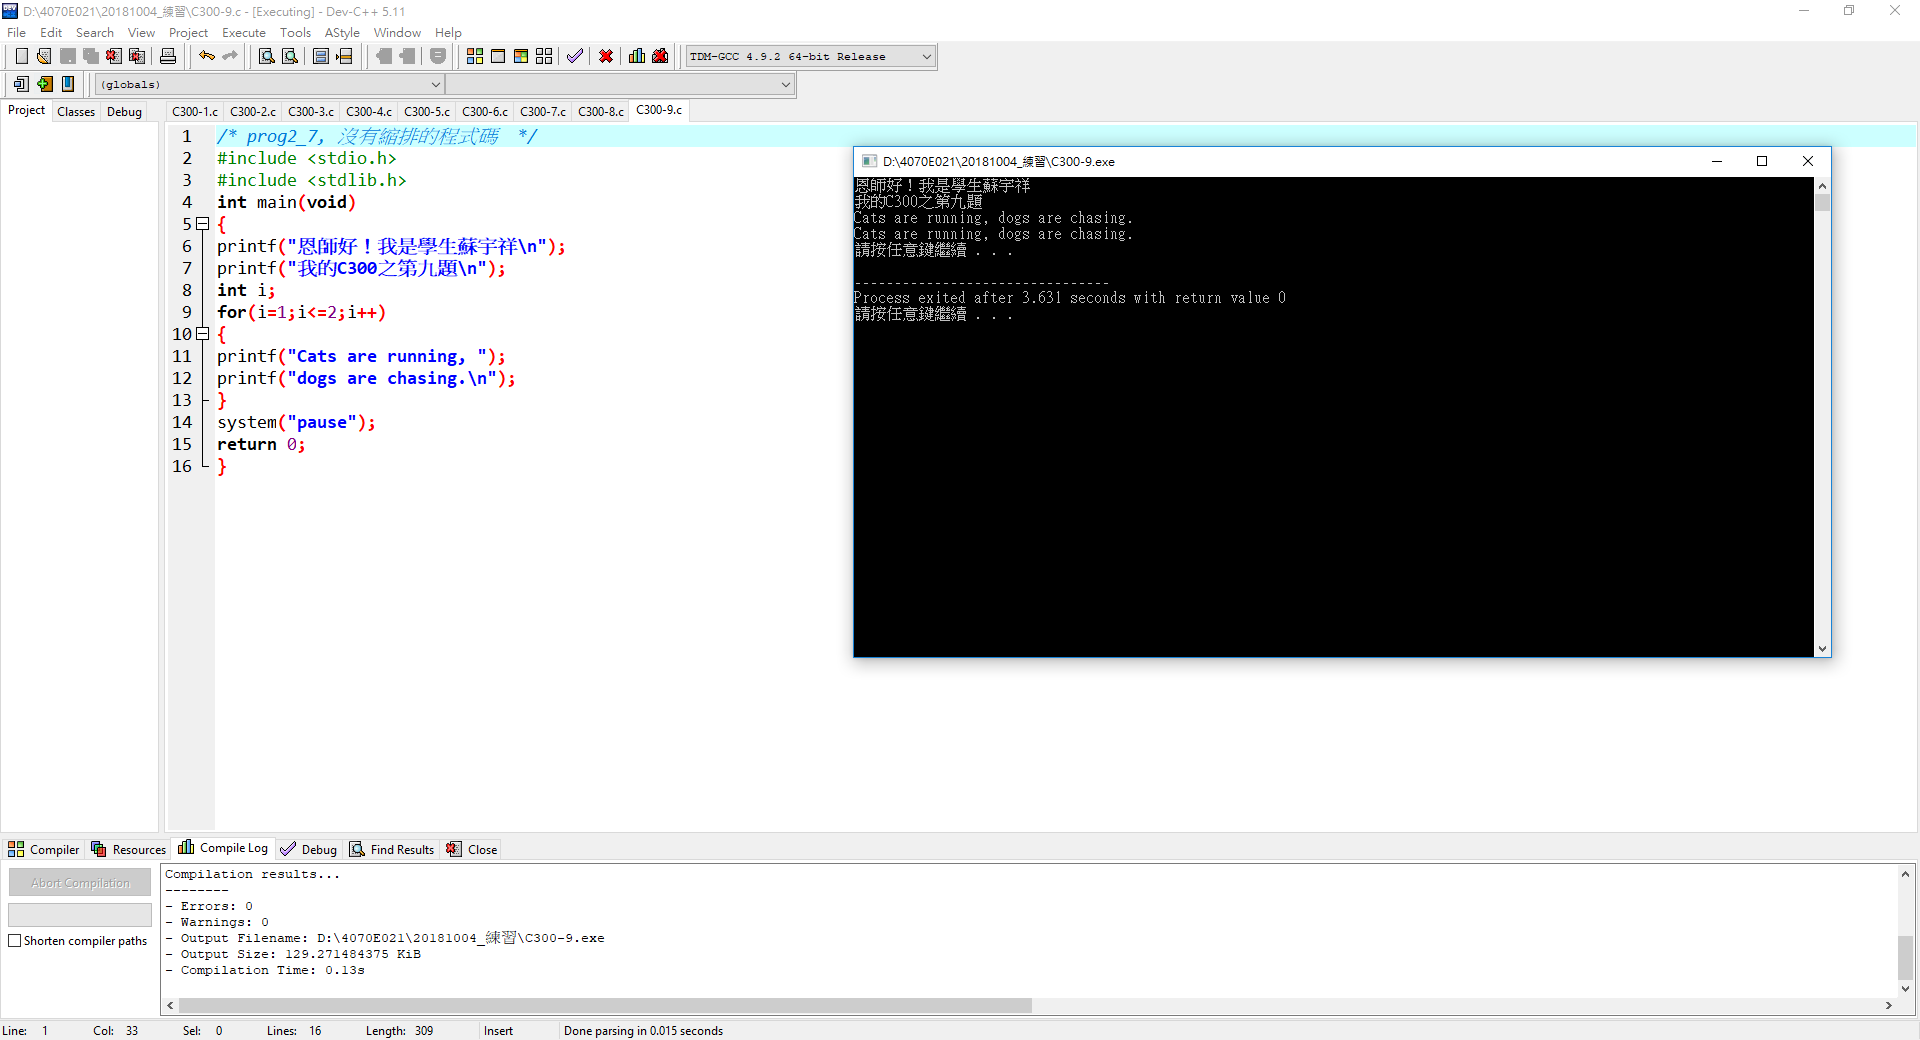 D:\4070E021\20181004_練習\C300-9.c - [Executing] - Dev-C++ 5.11
File Edit Search View Project Execute Tools AStyle Window Help
TDM-GCC 4.9.2 64-bit Release
(globals)
Project Classes Debug
C300-1.c C300-2.c C300-3.c C300-4.c C300-5.c C300-6.c C300-7.c C300-8.c C300-9.c
1 /* prog2_7, 沒有縮排的程式碼 */
2 #include <stdio.h>
3 #include <stdlib.h>
4 int main(void)
5 {
6 printf("恩師好！我是學生蘇宇祥\n");
7 printf("我的C300之第九題\n");
8 int i;
9 for(i=1;i<=2;i++)
10 {
11 printf("Cats are running, ");
12 printf("dogs are chasing.\n");
13 }
14 system("pause");
15 return 0;
16 }
D:\4070E021\20181004_練習\C300-9.exe
恩師好！我是學生蘇宇祥
我的C300之第九題
Cats are running, dogs are chasing.
Cats are running, dogs are chasing.
請按任意鍵繼續 . . .
--------------------------------
Process exited after 3.631 seconds with return value 0
請按任意鍵繼續 . . .
Compiler Resources Compile Log Debug Find Results Close
Abort Compilation
Shorten compiler paths
Compilation results...
--------
- Errors: 0
- Warnings: 0
- Output Filename: D:\4070E021\20181004_練習\C300-9.exe
- Output Size: 129.271484375 KiB
- Compilation Time: 0.13s
Line: 1 Col: 33 Sel: 0 Lines: 16 Length: 309 Insert Done parsing in 0.015 seconds